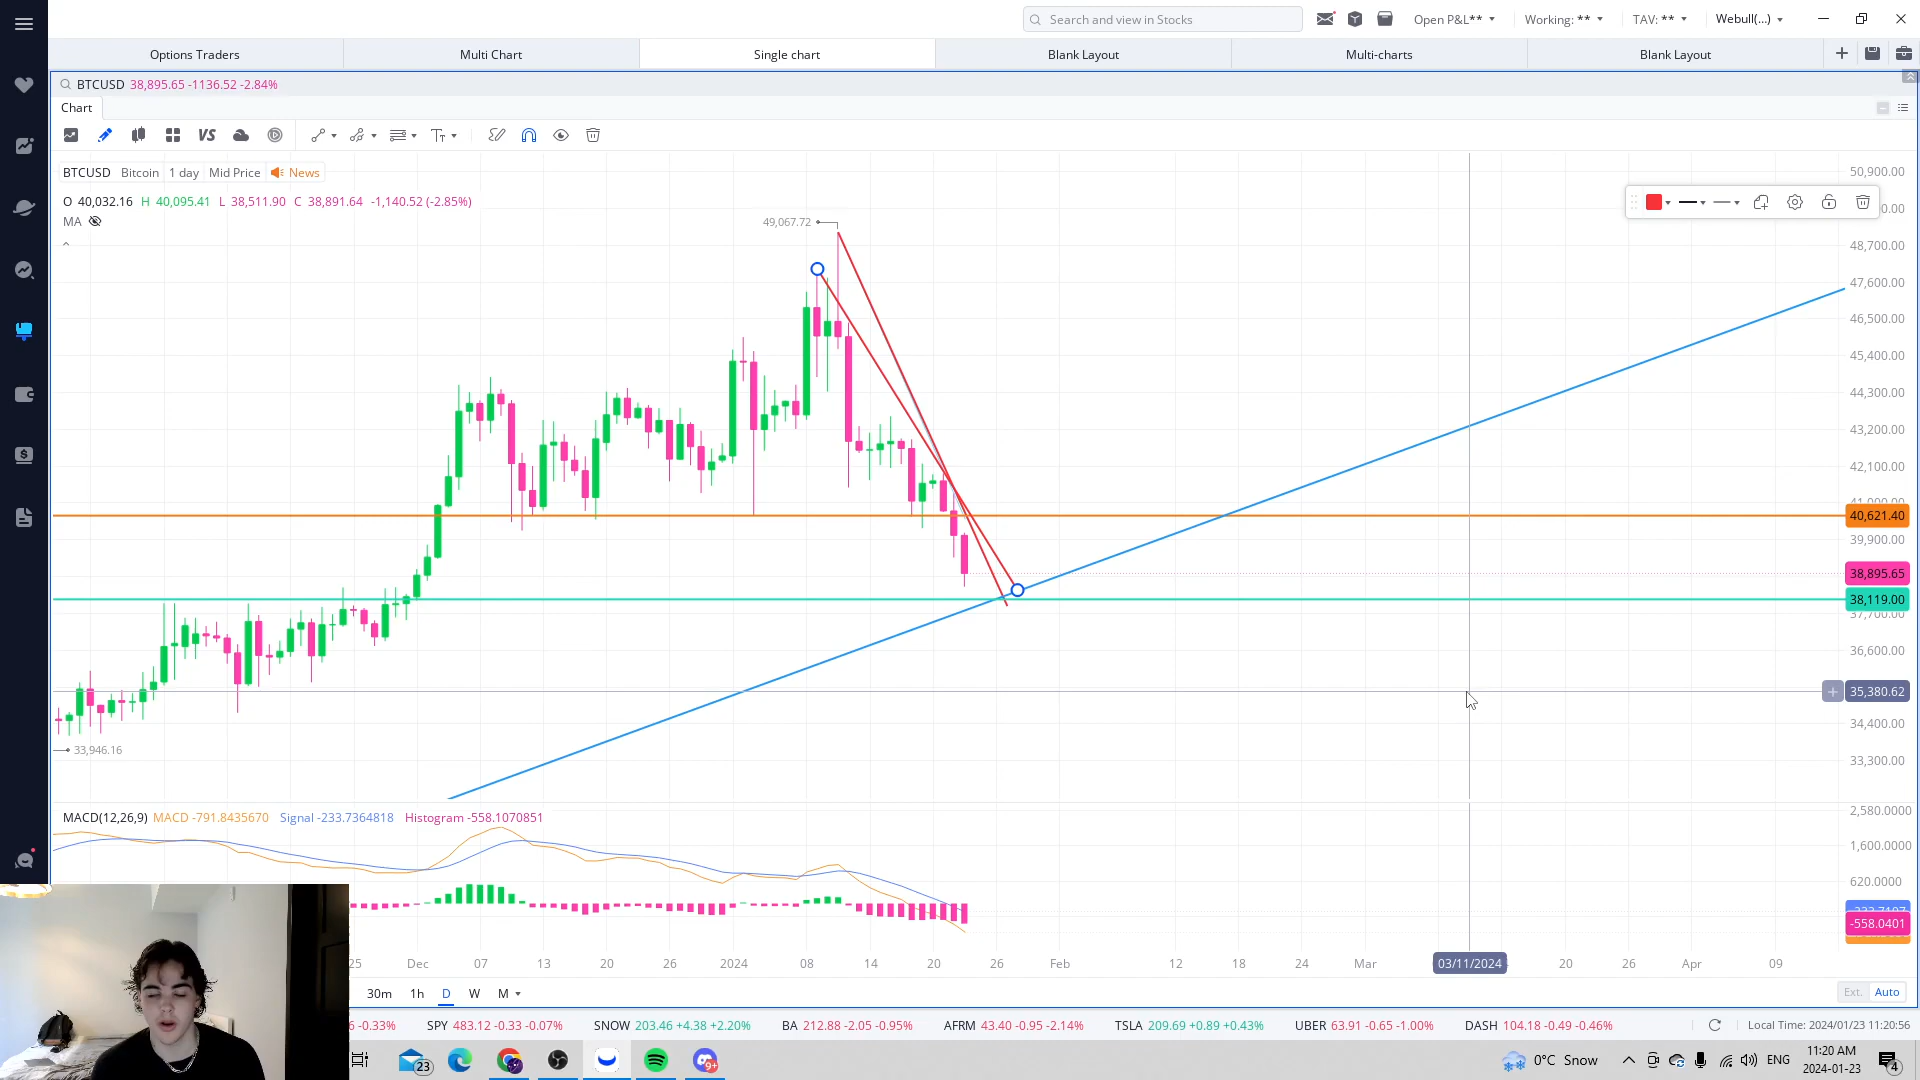 Search and view in Stocks
Open P&L**
Working: **
TAV: **
Webull(...)
Options Traders
Multi Chart
Single chart
Blank Layout
Multi-charts
Blank Layout
BTCUSD 38,895.65 -1136.52 -2.84%
Chart
VS
BTCUSD Bitcoin 1 day Mid Price News
O 40,032.16 H 40,095.41 L 38,511.90 C 38,891.64 -1,140.52 (-2.85%)
MA
49,067.72
33,946.16
50,900.00
48,700.00
47,600.00
46,500.00
45,400.00
44,300.00
43,200.00
42,100.00
40,621.40
39,900.00
38,895.65
38,119.00
36,600.00
35,380.62
34,400.00
33,300.00
MACD(12,26,9) MACD -791.8435670 Signal -233.7364818 Histogram -558.1070851
2,580.0000
1,600.0000
620.0000
-558.0401
25 Dec 07 13 20 26 2024 08 14 20 26 Feb 12 18 24 Mar 03/11/2024 20 26 Apr 09
30m 1h D W M
Ext. Auto
-0.33%
SPY 483.12 -0.33 -0.07%
SNOW 203.46 +4.38 +2.20%
BA 212.88 -2.05 -0.95%
AFRM 43.40 -0.95 -2.14%
TSLA 209.69 +0.89 +0.43%
UBER 63.91 -0.65 -1.00%
DASH 104.18 -0.49 -0.46%
Local Time: 2024/01/23 11:20:56
23
9+
0°C Snow
ENG
11:20 AM
2024-01-23
4